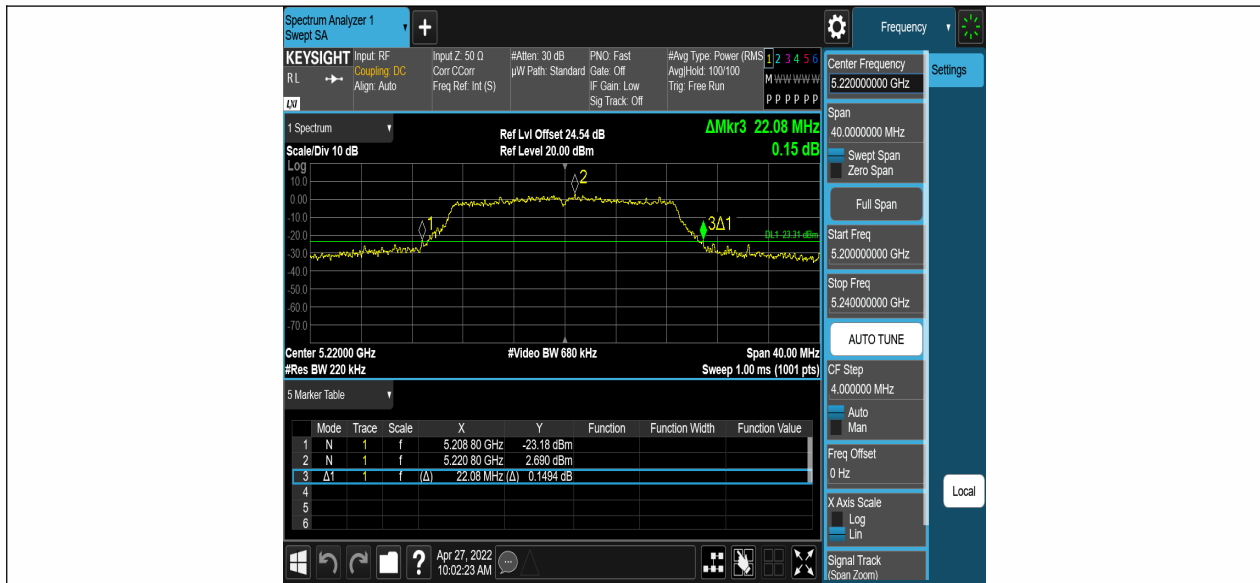 Spectrum Analyzer 1
Swept SA
+
Frequency
KEYSIGHT
RL
LXI
Input: RF
Coupling: DC
Align: Auto
Input Z: 50 Ω
Corr CCorr
Freq Ref: Int (S)
#Atten: 30 dB
µW Path: Standard
PNO: Fast
Gate: Off
IF Gain: Low
Sig Track: Off
#Avg Type: Power (RMS
Avg|Hold: 100/100
Trig: Free Run
1 2 3 4 5 6
M W W W W W
P P P P P P
1 Spectrum
Scale/Div 10 dB
Ref Lvl Offset 24.54 dB
Ref Level 20.00 dBm
ΔMkr3 22.08 MHz
0.15 dB
Log
10.0
0.00
-10.0
-20.0
-30.0
-40.0
-50.0
-60.0
-70.0
1
2
3Δ1
DL1 -23.31 dBm
Center 5.22000 GHz
#Video BW 680 kHz
Span 40.00 MHz
#Res BW 220 kHz
Sweep 1.00 ms (1001 pts)
5 Marker Table
Mode Trace Scale X Y Function Function Width Function Value
1 N 1 f 5.208 80 GHz -23.18 dBm
2 N 1 f 5.220 80 GHz 2.690 dBm
3 Δ1 1 f (Δ) 22.08 MHz (Δ) 0.1494 dB
4
5
6
?
Apr 27, 2022
10:02:23 AM
Center Frequency
5.220000000 GHz
Settings
Span
40.0000000 MHz
Swept Span
Zero Span
Full Span
Start Freq
5.200000000 GHz
Stop Freq
5.240000000 GHz
AUTO TUNE
CF Step
4.000000 MHz
Auto
Man
Freq Offset
0 Hz
Local
X Axis Scale
Log
Lin
Signal Track
(Span Zoom)